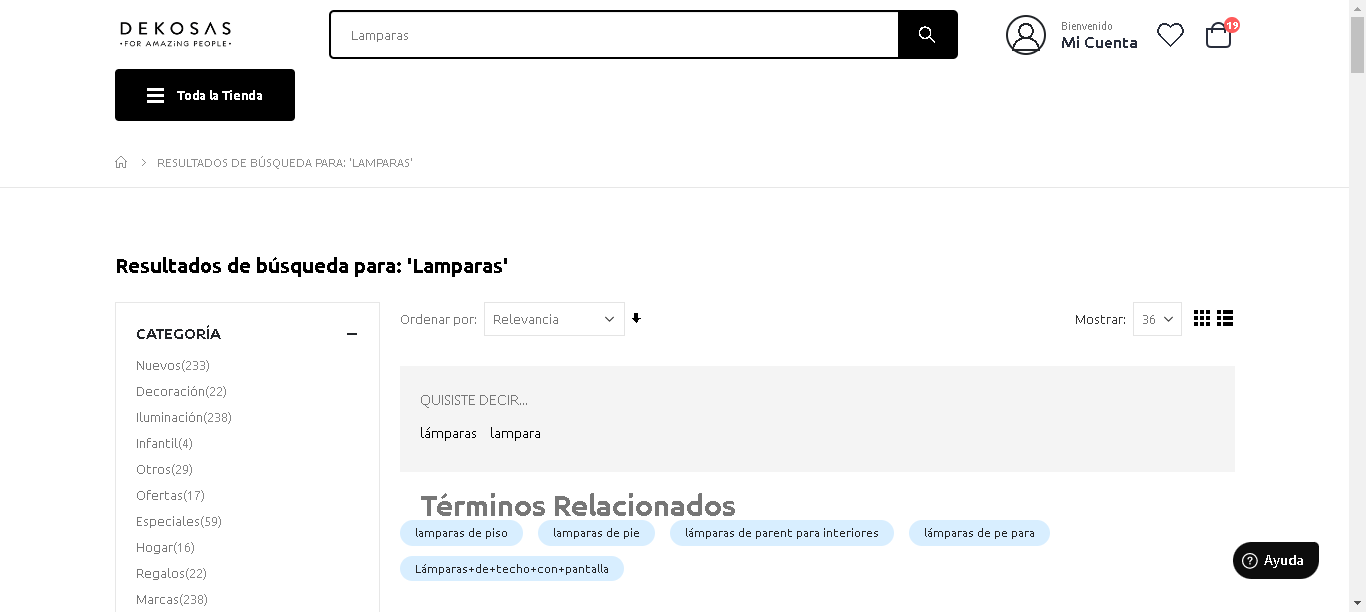 DEKOSAS
•FOR AMAZING PEOPLE•
Lamparas
Bienvenido
Mi Cuenta
19
Toda la Tienda
RESULTADOS DE BÚSQUEDA PARA: 'LAMPARAS'
Resultados de búsqueda para: 'Lamparas'
CATEGORÍA
Nuevos(233)
Decoración(22)
Iluminación(238)
Infantil(4)
Otros(29)
Ofertas(17)
Especiales(59)
Hogar(16)
Regalos(22)
Marcas(238)
Ordenar por: Relevancia
Mostrar: 36
QUISISTE DECIR...
lámparas lampara
Términos Relacionados
lamparas de piso lamparas de pie lámparas de parent para interiores lámparas de pe para
Lámparas+de+techo+con+pantalla
Ayuda